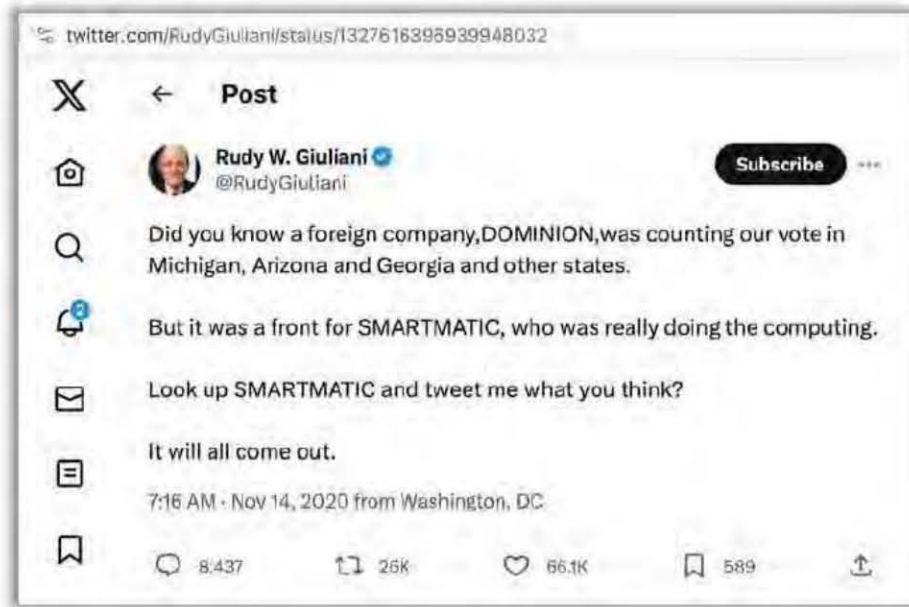 twitter.com/RudyGiuliani/status/1327616396939948032
Post
Rudy W. Giuliani
@RudyGiuliani
Subscribe
Did you know a foreign company,DOMINION,was counting our vote in
Michigan, Arizona and Georgia and other states.
But it was a front for SMARTMATIC, who was really doing the computing.
Look up SMARTMATIC and tweet me what you think?
It will all come out.
7:16 AM · Nov 14, 2020 from Washington, DC
8,437 26K 66.1K 589